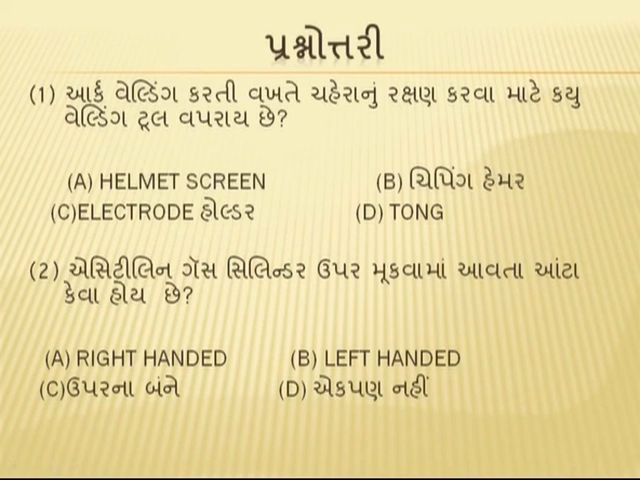 પ્રશ્નોત્તરી
(1) આર્ક વેલ્ડિંગ કરતી વખતે ચહેરાનું રક્ષણ કરવા માટે કયુ
વેલ્ડિંગ ટૂલ વપરાય છે?
(A) HELMET SCREEN (B) ચિપિંગ હેમર
(C)ELECTRODE હોલ્ડર (D) TONG
(2) એસિટીલિન ગૅસ સિલિન્ડર ઉપર મૂકવામાં આવતા આંટા
કેવા હોય છે?
(A) RIGHT HANDED (B) LEFT HANDED
(C)ઉપરના બંને (D) એકપણ નહીં